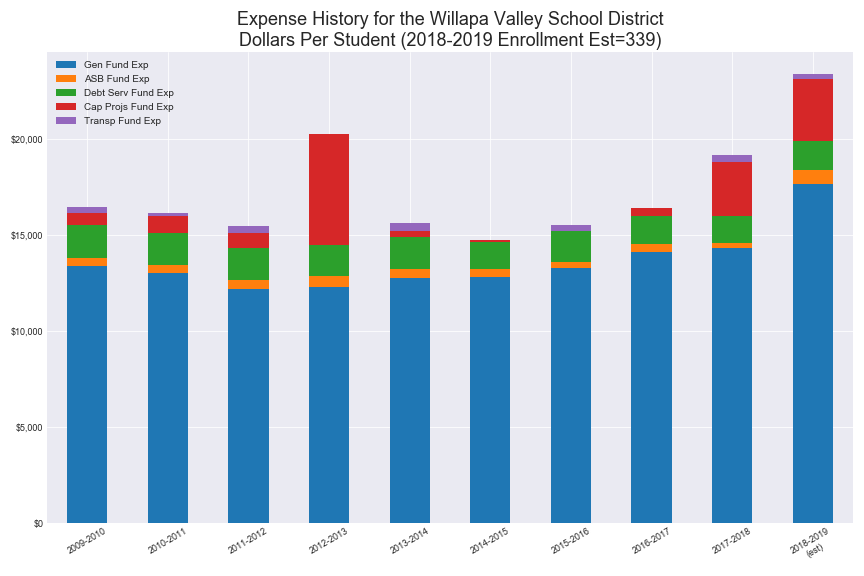 Expense History for the Willapa Valley School District
Dollars Per Student (2018-2019 Enrollment Est=339)
Gen Fund Exp
ASB Fund Exp
Debt Serv Fund Exp
Cap Projs Fund Exp
Transp Fund Exp
$20,000
$15,000
$10,000
$5,000
$0
2009-2010
2010-2011
2011-2012
2012-2013
2013-2014
2014-2015
2015-2016
2016-2017
2017-2018
2018-2019
(est)